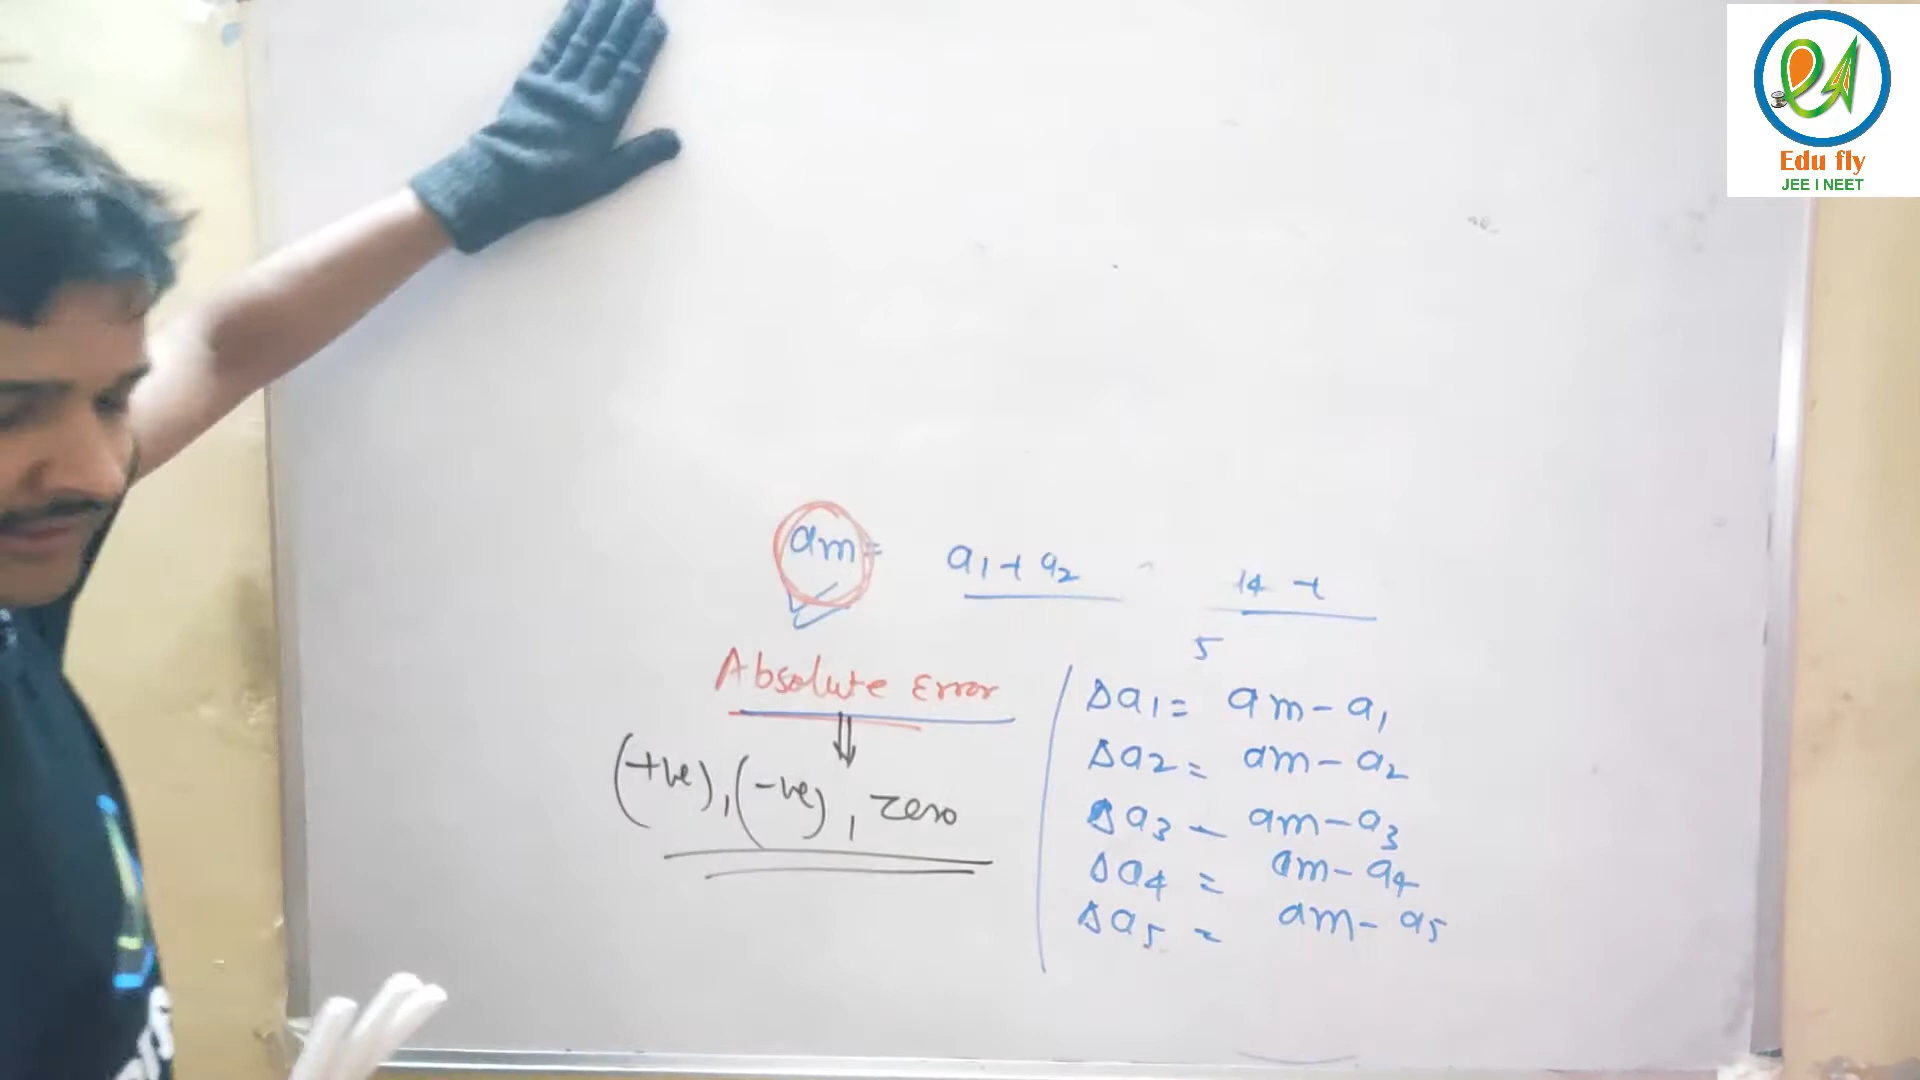 Edu fly
JEE I NEET
am = a1 + a2 14 +
5
Absolute Error
(+ve), (-ve), zero
Δa1 = am - a1
Δa2 = am - a2
Δa3 - am - a3
Δa4 = am - a4
Δa5 = am - a5